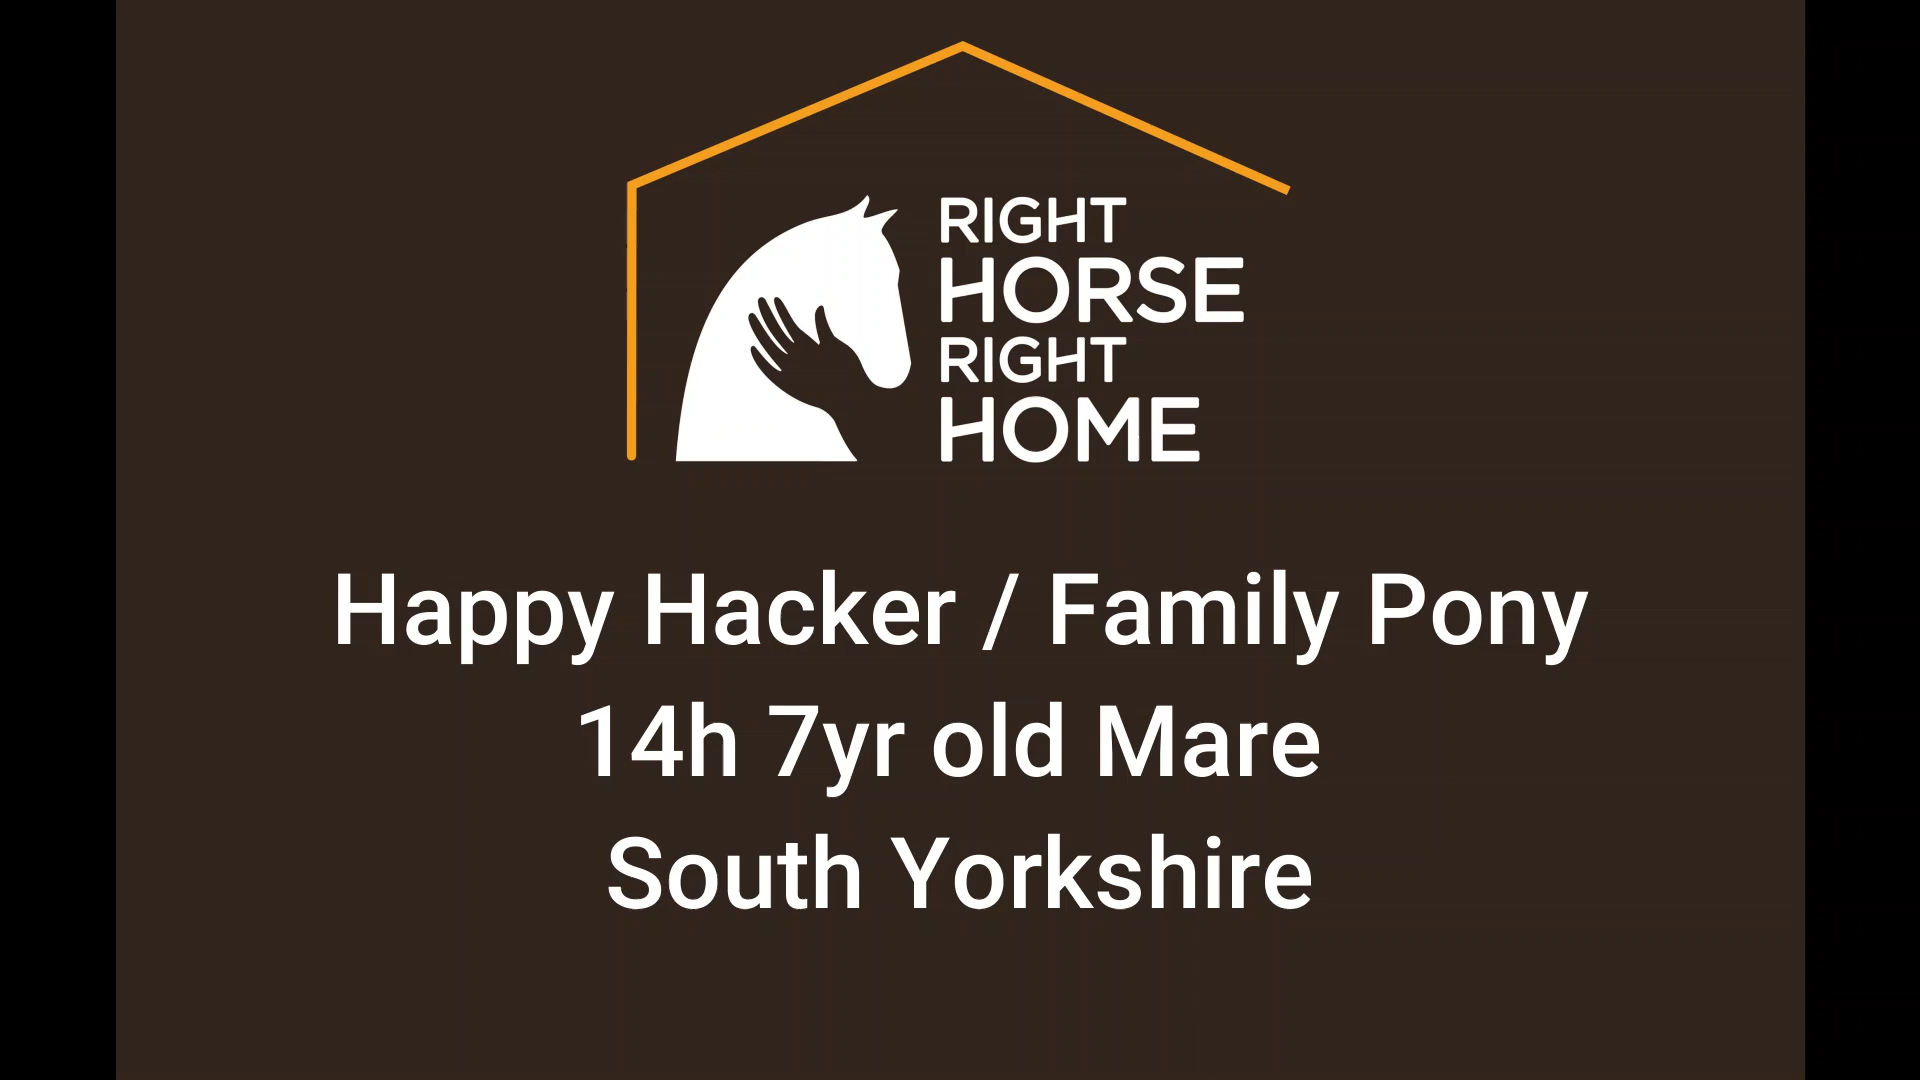 RIGHT
HORSE
RIGHT
HOME
Happy Hacker / Family Pony
14h 7yr old Mare
South Yorkshire